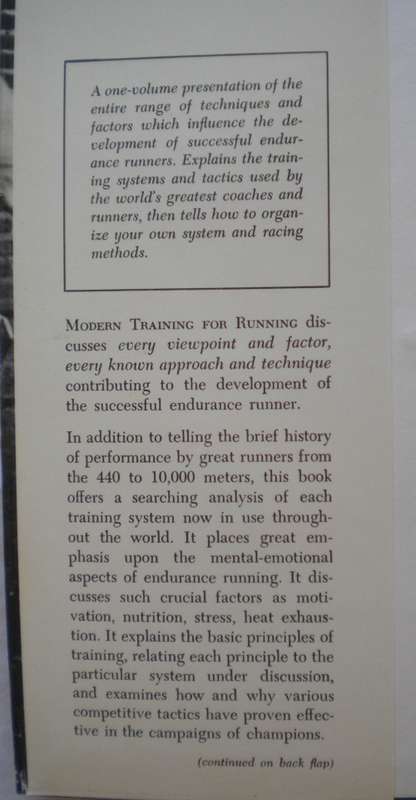 A one-volume presentation of the
entire range of techniques and
factors which influence the de-
velopment of successful endur-
ance runners. Explains the train-
ing systems and tactics used by
the world's greatest coaches and
runners, then tells how to organ-
ize your own system and racing
methods.
MODERN TRAINING FOR RUNNING dis-
cusses every viewpoint and factor,
every known approach and technique
contributing to the development of
the successful endurance runner.
In addition to telling the brief history
of performance by great runners from
the 440 to 10,000 meters, this book
offers a searching analysis of each
training system now in use through-
out the world. It places great em-
phasis upon the mental-emotional
aspects of endurance running. It dis-
cusses such crucial factors as moti-
vation, nutrition, stress, heat exhaus-
tion. It explains the basic principles of
training, relating each principle to the
particular system under discussion,
and examines how and why various
competitive tactics have proven effec-
tive in the campaigns of champions.
(continued on back flap)